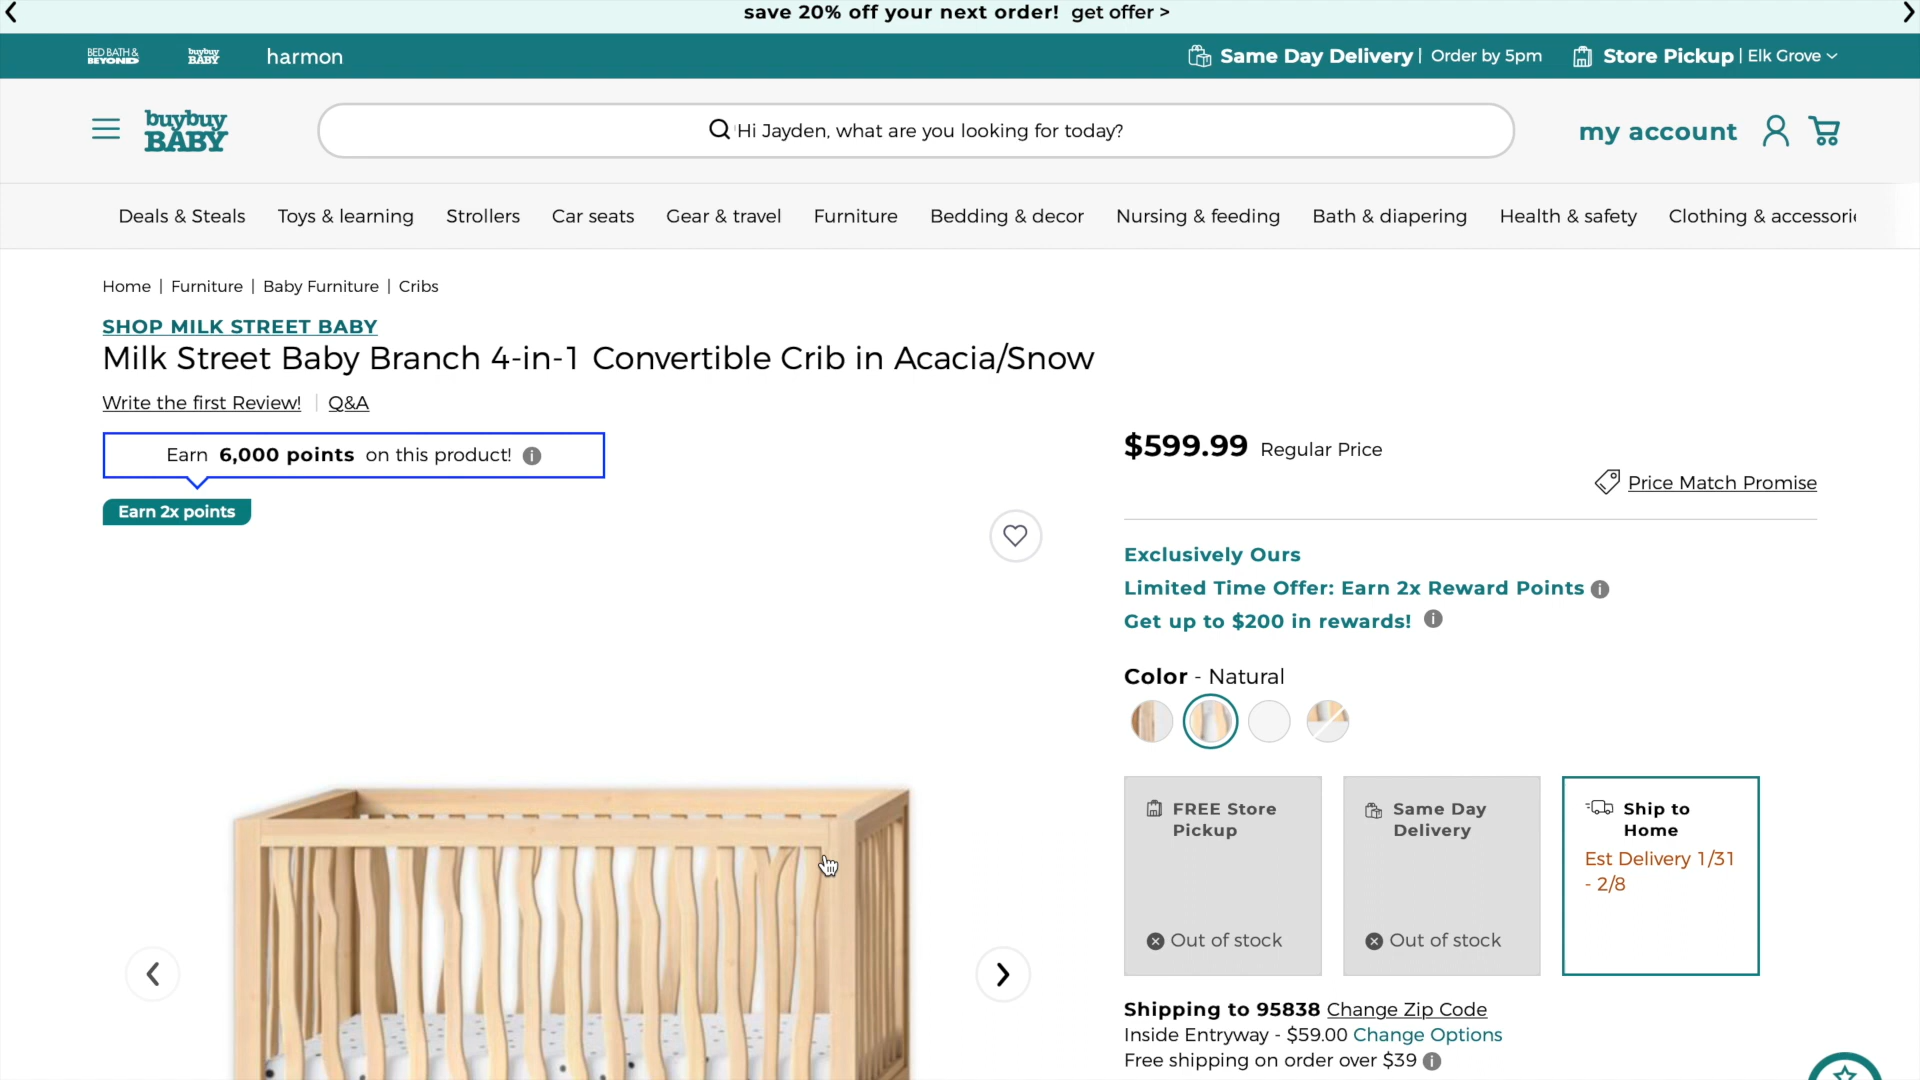 save 20% off your next order! get offer >
BED BATH & BEYOND
buybuy BABY
harmon
Same Day Delivery | Order by 5pm
Store Pickup | Elk Grove
buybuy BABY
Hi Jayden, what are you looking for today?
my account
Deals & Steals
Toys & learning
Strollers
Car seats
Gear & travel
Furniture
Bedding & decor
Nursing & feeding
Bath & diapering
Health & safety
Clothing & accessori
Home | Furniture | Baby Furniture | Cribs
SHOP MILK STREET BABY
Milk Street Baby Branch 4-in-1 Convertible Crib in Acacia/Snow
Write the first Review! | Q&A
Earn 6,000 points on this product!
Earn 2x points
$599.99 Regular Price
Price Match Promise
Exclusively Ours
Limited Time Offer: Earn 2x Reward Points
Get up to $200 in rewards!
Color - Natural
FREE Store
Pickup
Out of stock
Same Day
Delivery
Out of stock
Ship to
Home
Est Delivery 1/31
- 2/8
Shipping to 95838 Change Zip Code
Inside Entryway - $59.00 Change Options
Free shipping on order over $39